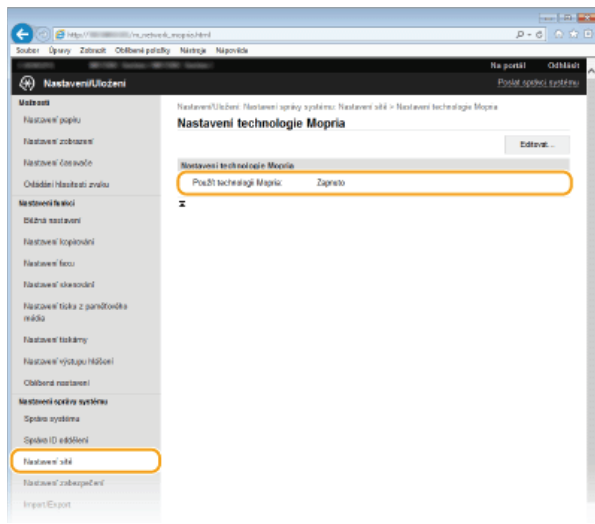 http://
/m_network_mopria.html
Soubor Úpravy Zobrazit Oblíbené položky Nástroje Nápověda
Na portál Odhlásit
Nastavení/Uložení
Poslat správci systému
Možnosti
Nastavení papíru
Nastavení zobrazení
Nastavení časovače
Ovládání hlasitosti zvuku
Nastavení funkcí
Běžná nastavení
Nastavení kopírování
Nastavení faxu
Nastavení skenování
Nastavení tisku z paměťového
média
Nastavení tiskárny
Nastavení výstupu hlášení
Oblíbená nastavení
Nastavení správy systému
Správa systému
Správa ID oddělení
Nastavení sítě
Nastavení zabezpečení
Import/Export
Nastavení/Uložení: Nastavení správy systému: Nastavení sítě > Nastavení technologie Mopria
Nastavení technologie Mopria
Editovat...
Nastavení technologie Mopria
Použít technologii Mopria: Zapnuto